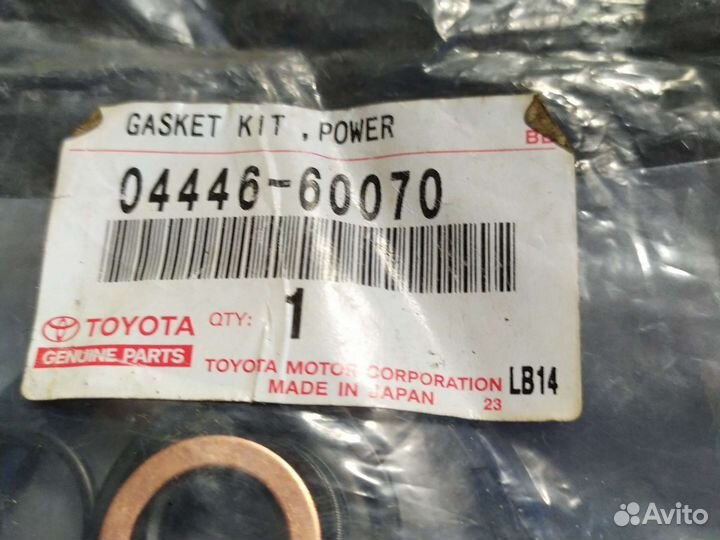 GASKET KIT , POWER
04446-60070
TOYOTA QTY: 1
GENUINE PARTS
TOYOTA MOTOR CORPORATION LB14
MADE IN JAPAN 23
Avito